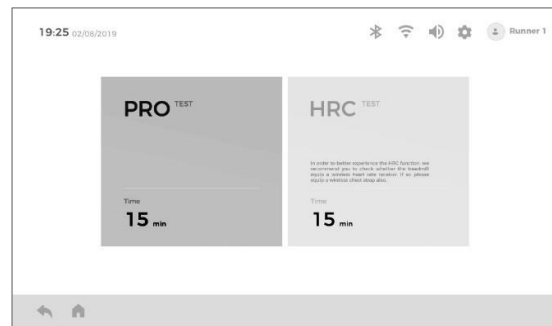 19:25 02/08/2019
Runner 1
PRO TEST
Time
15 min
HRC TEST
In order to better experience the HRC function, we
recommend you to check whether the treadmill
equip a wireless heart rate receiver. If so, please
equip a wireless chest strap also.
Time
15 min